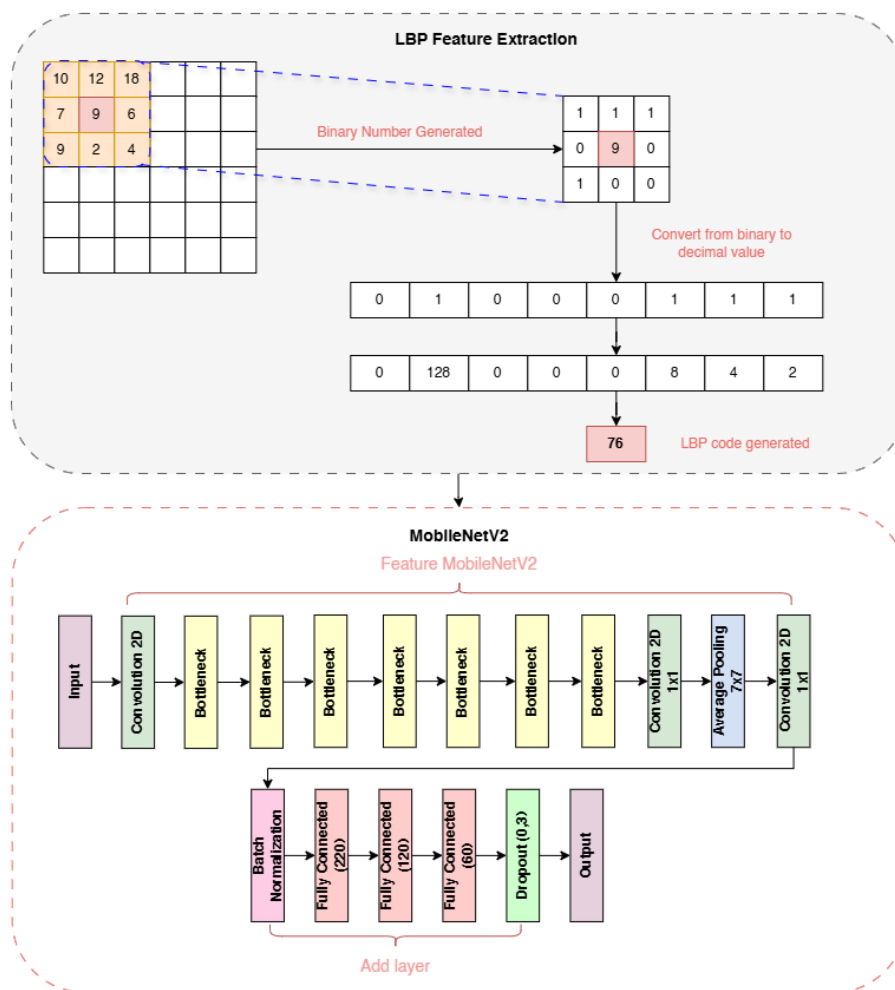 LBP Feature Extraction
10 12 18
7 9 6
9 2 4
Binary Number Generated
1 1 1
0 9 0
1 0 0
Convert from binary to
decimal value
0 1 0 0 0 1 1 1
0 128 0 0 0 8 4 2
76
LBP code generated
MobileNetV2
Feature MobileNetV2
Input
Convolution 2D
Bottleneck
Bottleneck
Bottleneck
Bottleneck
Bottleneck
Bottleneck
Bottleneck
Convolution 2D
1x1
Average Pooling
7x7
Convolution 2D
1x1
Batch
Normalization
Fully Connected
(220)
Fully Connected
(120)
Fully Connected
(60)
Dropout (0,3)
Output
Add layer